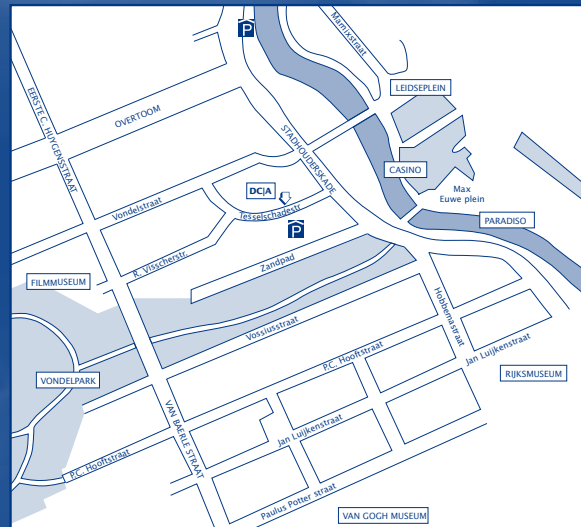 P
Marnixstraat
LEIDSEPLEIN
EERSTE C. HUYGENSSTRAAT
OVERTOOM
STADHOUDERSKADE
CASINO
DC|A
Max
Euwe plein
Vondelstraat
Tesselschadestr.
PARADISO
P
R. Visscherstr.
Zandpad
FILMMUSEUM
Hobbemastraat
Vossiusstraat
P.C. Hooftstraat
Jan Luijkenstraat
RIJKSMUSEUM
VONDELPARK
VAN BAERLE STRAAT
Jan Luijkenstraat
P.C. Hooftstraat
Paulus Potter straat
VAN GOGH MUSEUM